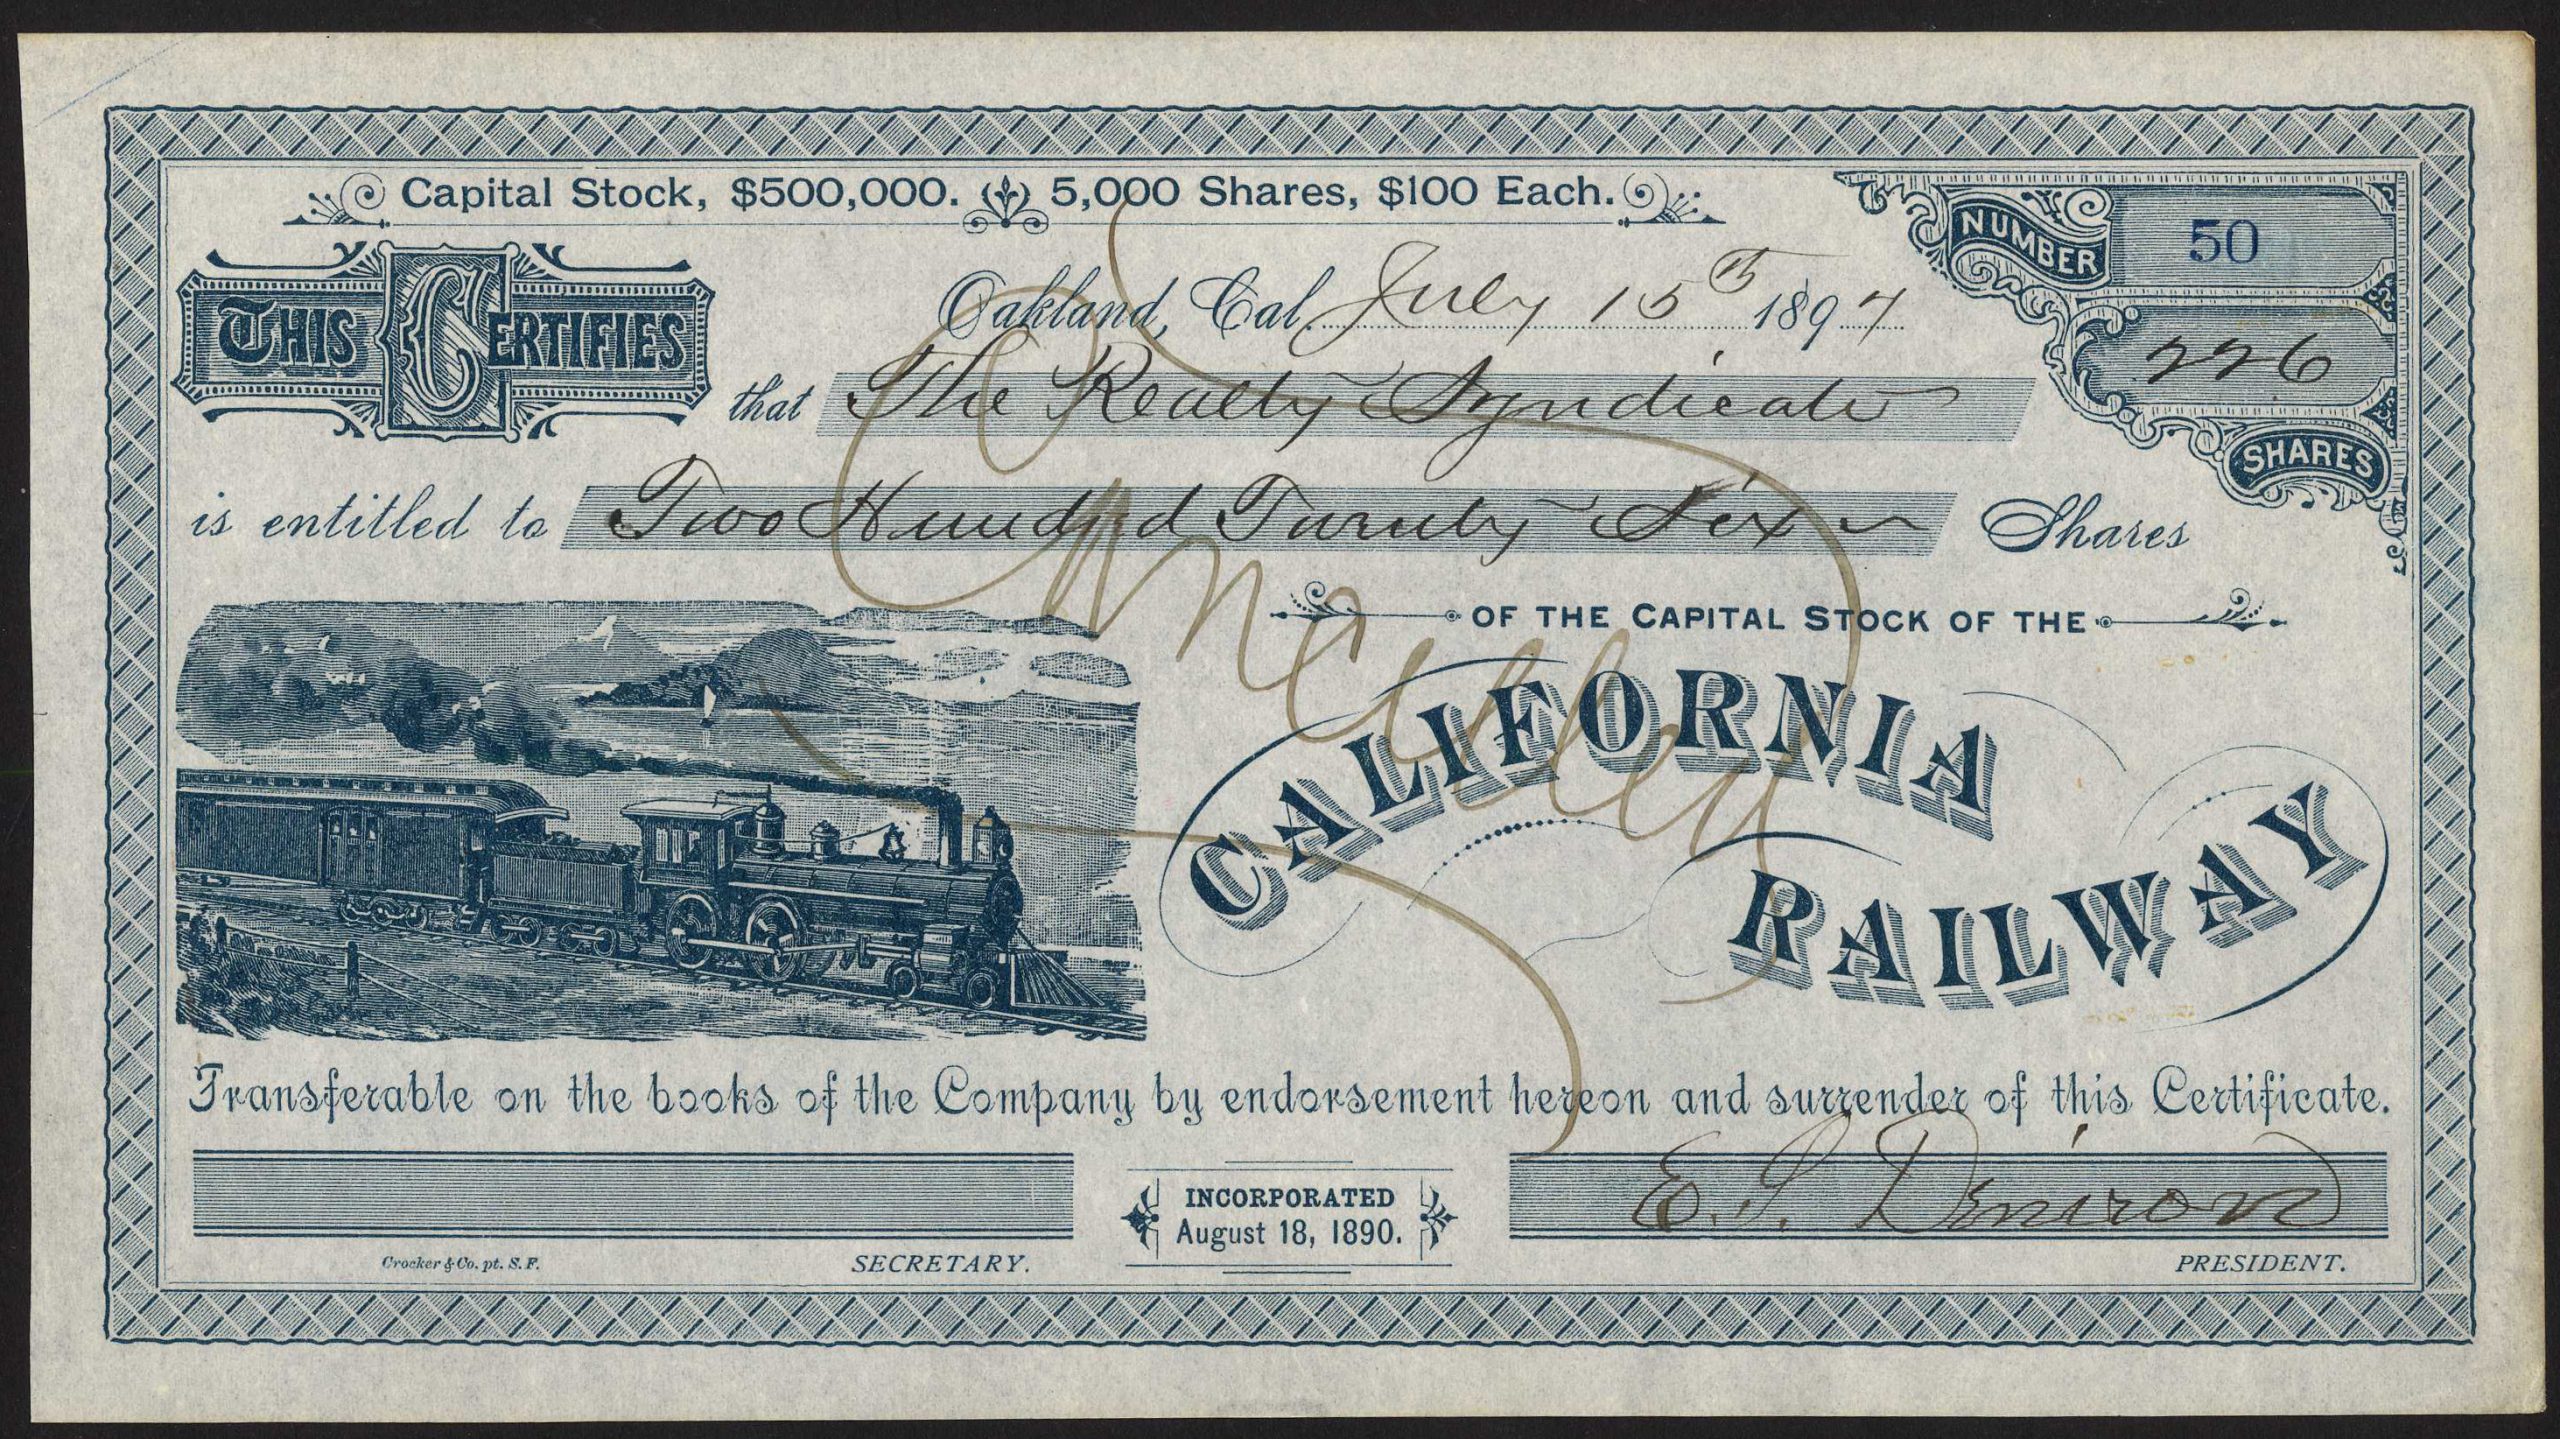 Capital Stock, $500,000. 5,000 Shares, $100 Each.
NUMBER 50
THIS CERTIFIES
Oakland, Cal. July 15th 1897
226 SHARES
that The Realty Syndicate
is entitled to Two Hundred Twenty Six Shares
OF THE CAPITAL STOCK OF THE
CALIFORNIA
RAILWAY
Cancelled
Transferable on the books of the Company by endorsement hereon and surrender of this Certificate.
E. S. Denison
INCORPORATED
August 18, 1890.
Crocker & Co. pt. S. F.
SECRETARY.
PRESIDENT.